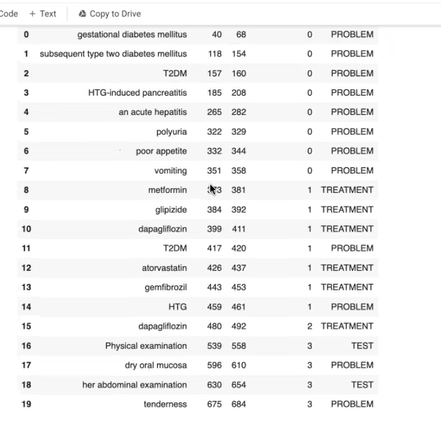 Code + Text Copy to Drive
0 gestational diabetes mellitus 40 68 0 PROBLEM
1 subsequent type two diabetes mellitus 118 154 0 PROBLEM
2 T2DM 157 160 0 PROBLEM
3 HTG-induced pancreatitis 185 208 0 PROBLEM
4 an acute hepatitis 265 282 0 PROBLEM
5 polyuria 322 329 0 PROBLEM
6 poor appetite 332 344 0 PROBLEM
7 vomiting 351 358 0 PROBLEM
8 metformin 381 1 TREATMENT
9 glipizide 384 392 1 TREATMENT
10 dapagliflozin 399 411 1 TREATMENT
11 T2DM 417 420 1 PROBLEM
12 atorvastatin 426 437 1 TREATMENT
13 gemfibrozil 443 453 1 TREATMENT
14 HTG 459 461 1 PROBLEM
15 dapagliflozin 480 492 2 TREATMENT
16 Physical examination 539 558 3 TEST
17 dry oral mucosa 596 610 3 PROBLEM
18 her abdominal examination 630 654 3 TEST
19 tenderness 675 684 3 PROBLEM